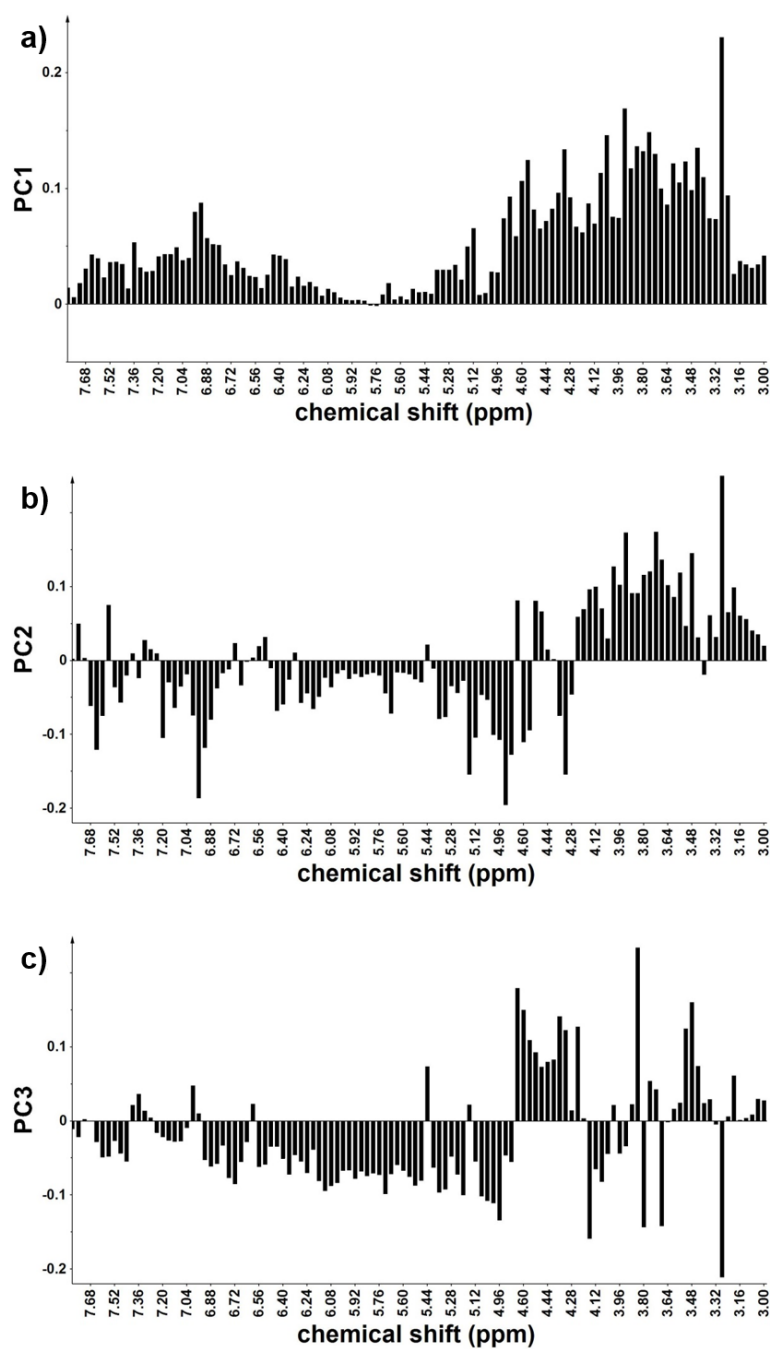 a)
0.2
0.1
0
PC1
7.68 7.52 7.36 7.20 7.04 6.88 6.72 6.56 6.40 6.24 6.08 5.92 5.76 5.60 5.44 5.28 5.12 4.96 4.60 4.44 4.28 4.12 3.96 3.80 3.64 3.48 3.32 3.16 3.00
chemical shift (ppm)
b)
0.1
0
-0.1
-0.2
PC2
7.68 7.52 7.36 7.20 7.04 6.88 6.72 6.56 6.40 6.24 6.08 5.92 5.76 5.60 5.44 5.28 5.12 4.96 4.60 4.44 4.28 4.12 3.96 3.80 3.64 3.48 3.32 3.16 3.00
chemical shift (ppm)
c)
0.1
0
-0.1
-0.2
PC3
7.68 7.52 7.36 7.20 7.04 6.88 6.72 6.56 6.40 6.24 6.08 5.92 5.76 5.60 5.44 5.28 5.12 4.96 4.60 4.44 4.28 4.12 3.96 3.80 3.64 3.48 3.32 3.16 3.00
chemical shift (ppm)